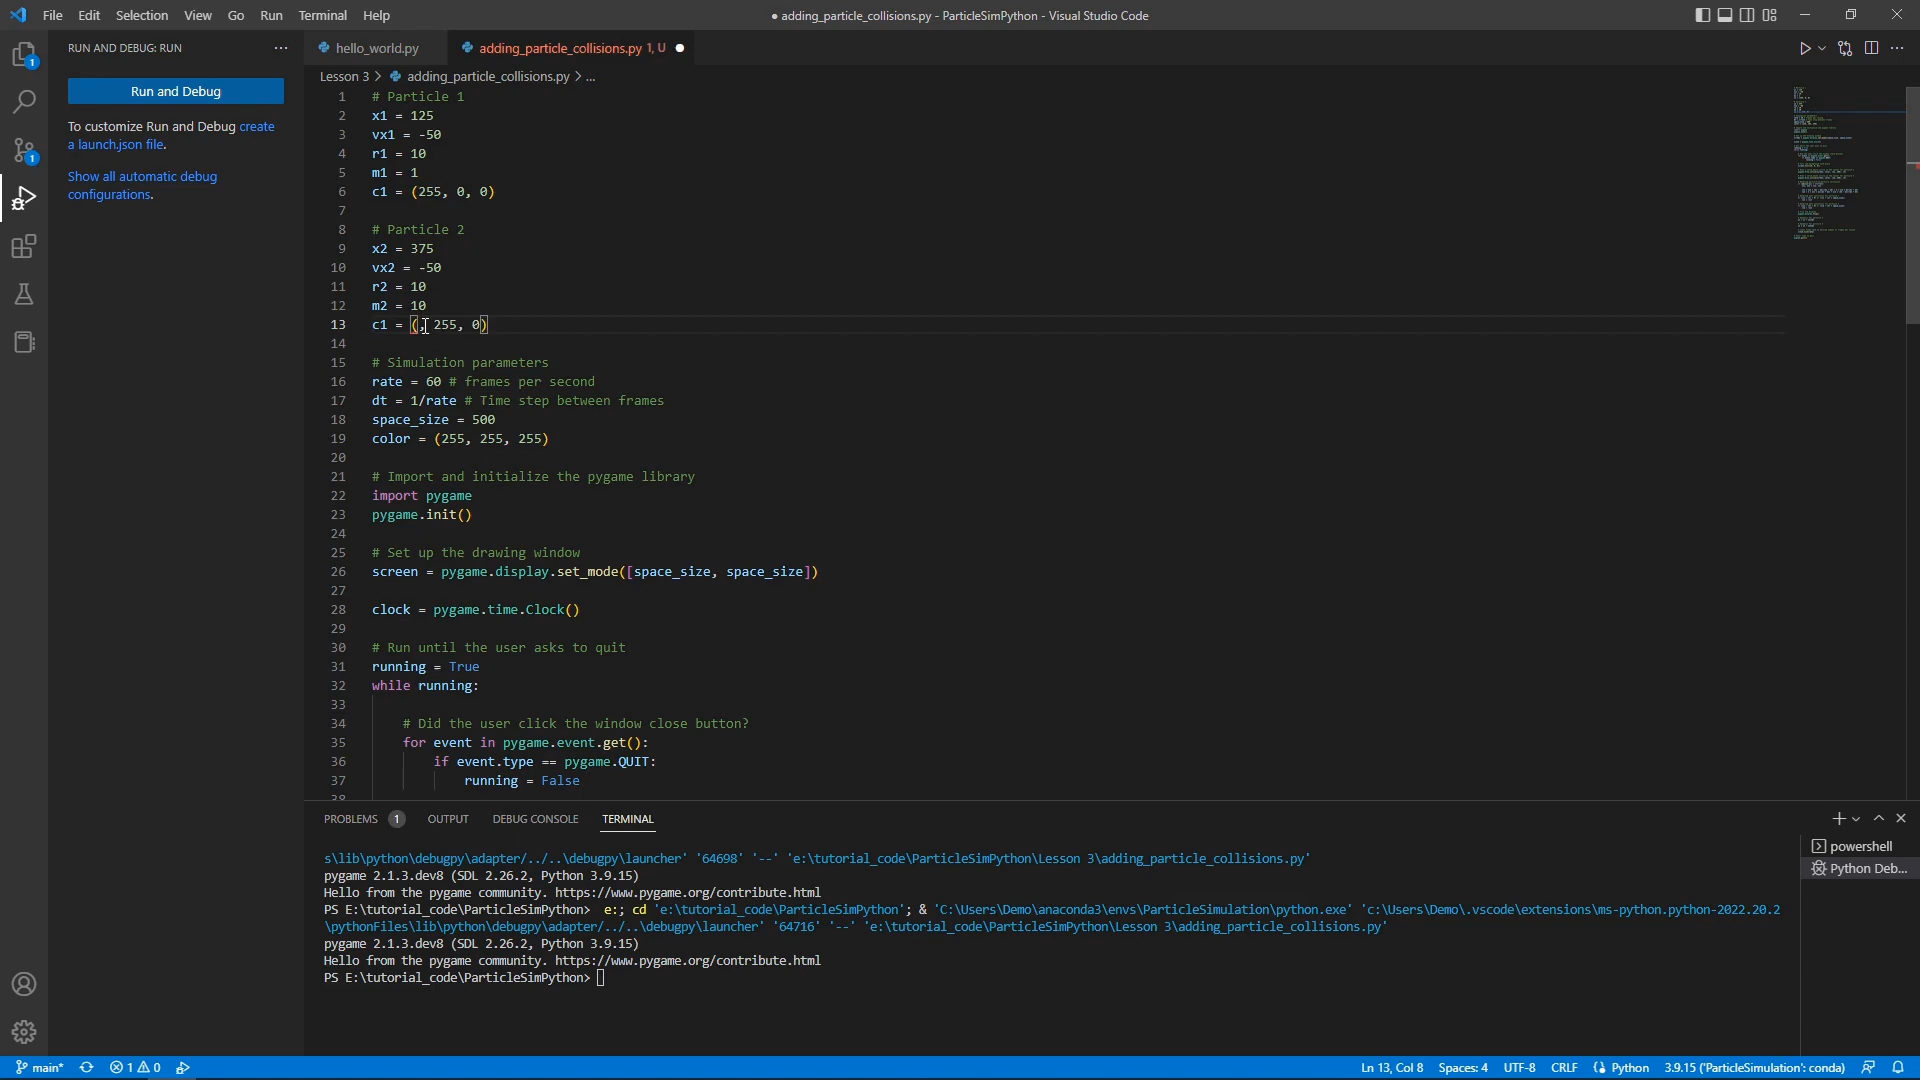 File Edit Selection View Go Run Terminal Help
● adding_particle_collisions.py - ParticleSimPython - Visual Studio Code
RUN AND DEBUG: RUN
hello_world.py
adding_particle_collisions.py 1, U
Run and Debug
To customize Run and Debug create
a launch.json file.
Show all automatic debug
configurations.
1
1
Lesson 3 > adding_particle_collisions.py > ...
1 # Particle 1
2 x1 = 125
3 vx1 = -50
4 r1 = 10
5 m1 = 1
6 c1 = (255, 0, 0)
7
8 # Particle 2
9 x2 = 375
10 vx2 = -50
11 r2 = 10
12 m2 = 10
13 c1 = (, 255, 0)
14
15 # Simulation parameters
16 rate = 60 # frames per second
17 dt = 1/rate # Time step between frames
18 space_size = 500
19 color = (255, 255, 255)
20
21 # Import and initialize the pygame library
22 import pygame
23 pygame.init()
24
25 # Set up the drawing window
26 screen = pygame.display.set_mode([space_size, space_size])
27
28 clock = pygame.time.Clock()
29
30 # Run until the user asks to quit
31 running = True
32 while running:
33
34 # Did the user click the window close button?
35 for event in pygame.event.get():
36 if event.type == pygame.QUIT:
37 running = False
38
PROBLEMS 1 OUTPUT DEBUG CONSOLE TERMINAL
s\lib\python\debugpy\adapter/../..\debugpy\launcher' '64698' '--' 'e:\tutorial_code\ParticleSimPython\Lesson 3\adding_particle_collisions.py'
pygame 2.1.3.dev8 (SDL 2.26.2, Python 3.9.15)
Hello from the pygame community. https://www.pygame.org/contribute.html
PS E:\tutorial_code\ParticleSimPython> e:; cd 'e:\tutorial_code\ParticleSimPython'; & 'C:\Users\Demo\anaconda3\envs\ParticleSimulation\python.exe' 'c:\Users\Demo\.vscode\extensions\ms-python.python-2022.20.2
\pythonFiles\lib\python\debugpy\adapter/../..\debugpy\launcher' '64716' '--' 'e:\tutorial_code\ParticleSimPython\Lesson 3\adding_particle_collisions.py'
pygame 2.1.3.dev8 (SDL 2.26.2, Python 3.9.15)
Hello from the pygame community. https://www.pygame.org/contribute.html
PS E:\tutorial_code\ParticleSimPython>
powershell
Python Deb...
main* 1 0
Ln 13, Col 8 Spaces: 4 UTF-8 CRLF Python 3.9.15 ('ParticleSimulation': conda)